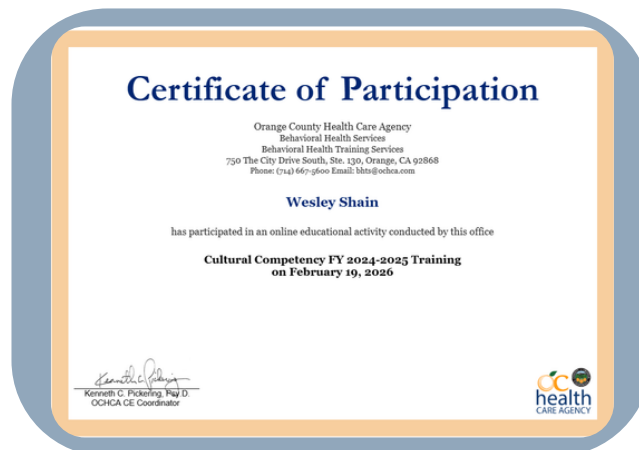 Certificate of Participation
Orange County Health Care Agency
Behavioral Health Services
Behavioral Health Training Services
750 The City Drive South, Ste. 130, Orange, CA 92868
Phone: (714) 667-5600 Email: bhts@ochca.com
Wesley Shain
has participated in an online educational activity conducted by this office
Cultural Competency FY 2024-2025 Training
on February 19, 2026
Kenneth C. Pickering, Psy.D.
OCHCA CE Coordinator
OC
health
CARE AGENCY